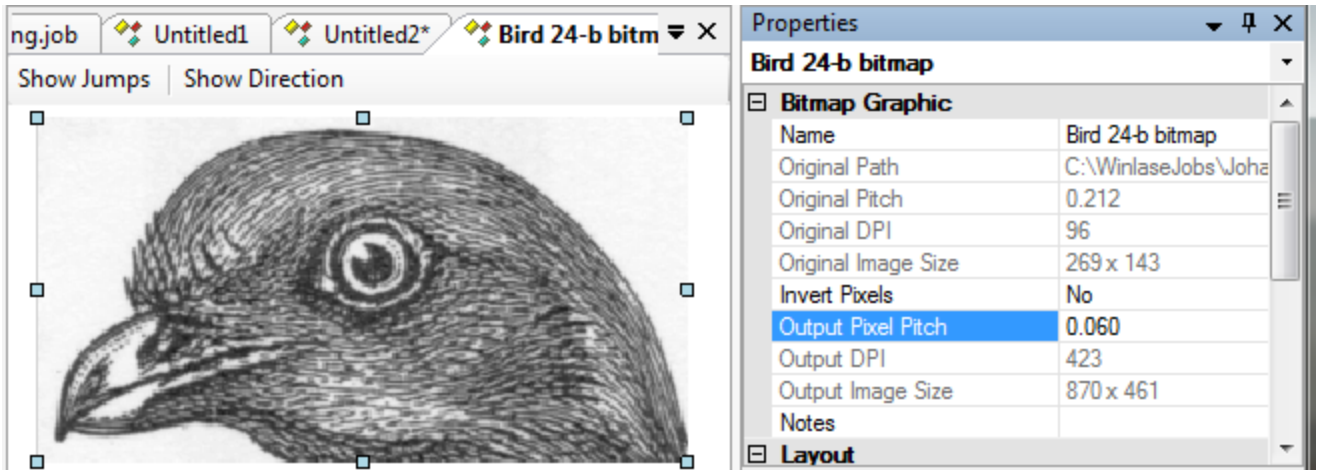 ng.job Untitled1 Untitled2* Bird 24-b bitm
Show Jumps Show Direction
Properties
Bird 24-b bitmap
Bitmap Graphic
Name Bird 24-b bitmap
Original Path C:\WinlaseJobs\Joha
Original Pitch 0.212
Original DPI 96
Original Image Size 269 x 143
Invert Pixels No
Output Pixel Pitch 0.060
Output DPI 423
Output Image Size 870 x 461
Notes
Layout